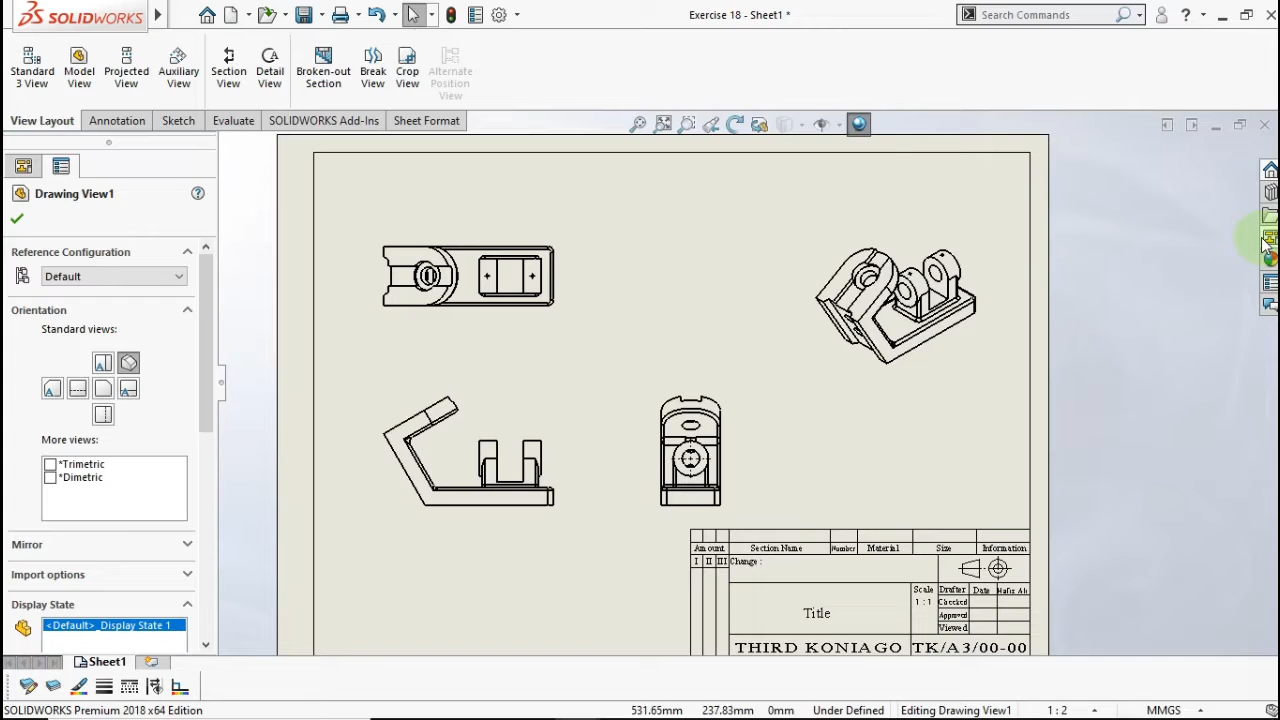 SOLIDWORKS
Exercise 18 - Sheet1 *
Search Commands
Standard 3 View
Model View
Projected View
Auxiliary View
Section View
Detail View
Broken-out Section
Break View
Crop View
Alternate Position View
View Layout
Annotation
Sketch
Evaluate
SOLIDWORKS Add-Ins
Sheet Format
Drawing View1
Reference Configuration
Default
Orientation
Standard views:
More views:
*Trimetric
*Dimetric
Mirror
Import options
Display State
<Default>_Display State 1
Amount
Section Name
Number
Material
Size
Information
I
II
III
Change :
Scale
1 : 1
Drafter
Date
Checked
Approved
Viewed
Title
THIRD KONIAGO
TK/A3/00-00
Sheet1
SOLIDWORKS Premium 2018 x64 Edition
531.65mm
237.83mm
0mm
Under Defined
Editing Drawing View1
1 : 2
MMGS